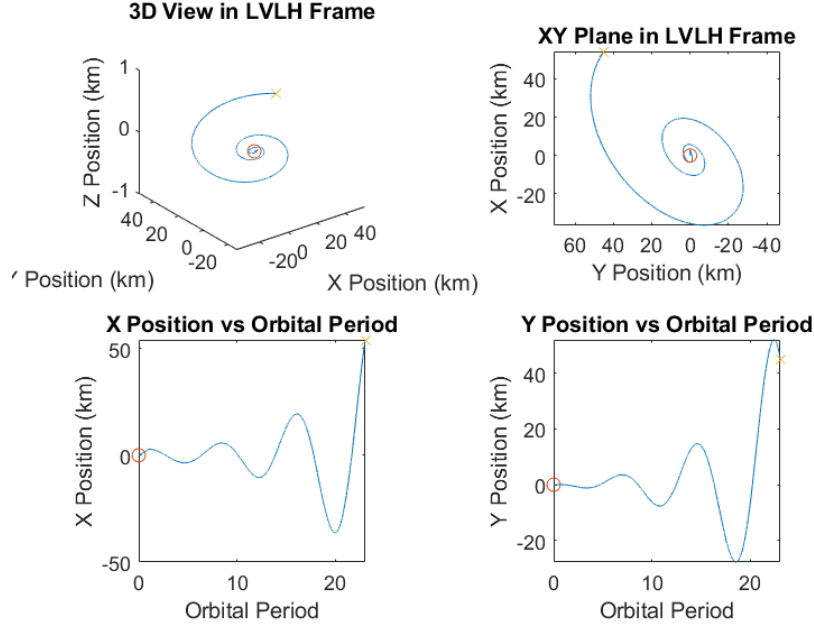 3D View in LVLH Frame
1
0
-1
Z Position (km)
40
20
0
-20
Y Position (km)
-20
0
20
40
X Position (km)
XY Plane in LVLH Frame
40
20
0
-20
X Position (km)
60
40
20
0
-20
-40
Y Position (km)
X Position vs Orbital Period
50
0
-50
X Position (km)
0
10
20
Orbital Period
Y Position vs Orbital Period
40
20
0
-20
Y Position (km)
0
10
20
Orbital Period